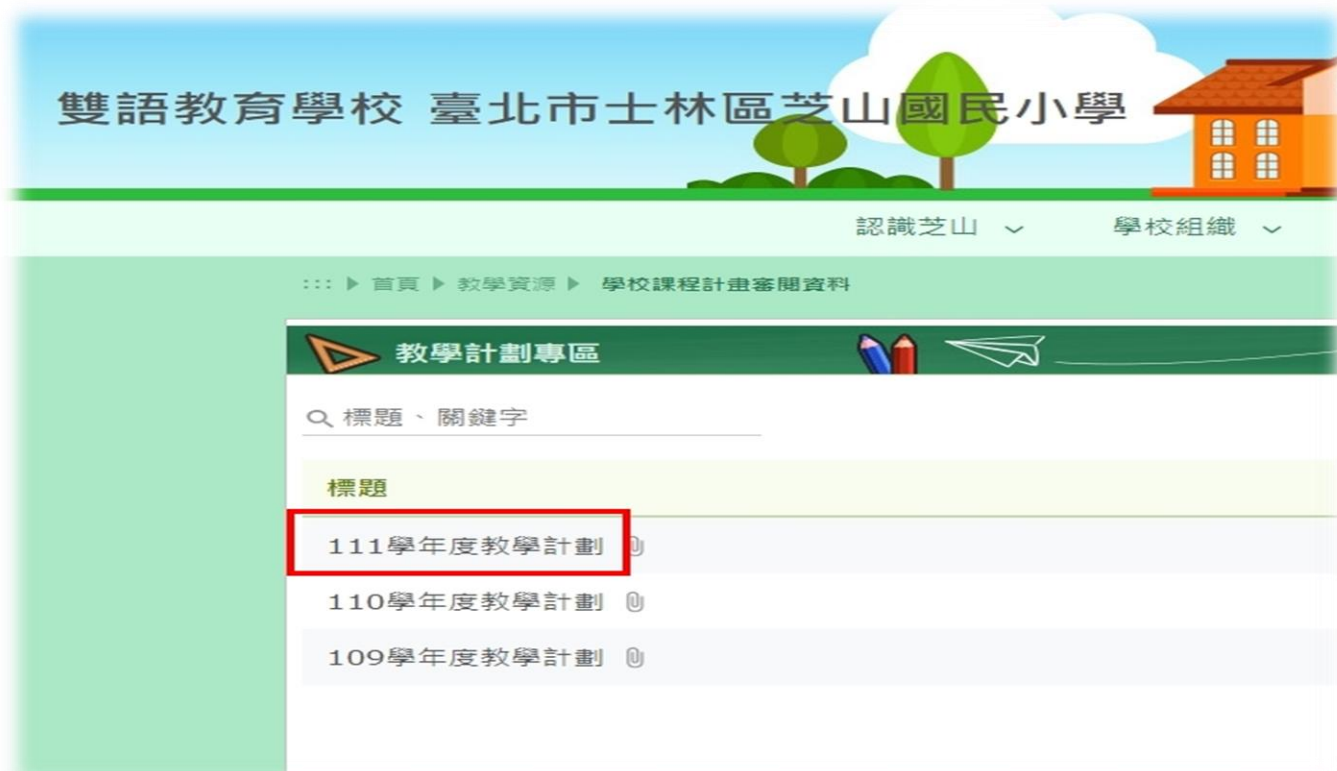 雙語教育學校 臺北市士林區芝山國民小學
認識芝山 學校組織
首頁 教學資源 學校課程計畫審閱資料
教學計劃專區
標題、關鍵字
標題
111學年度教學計劃
110學年度教學計劃
109學年度教學計劃